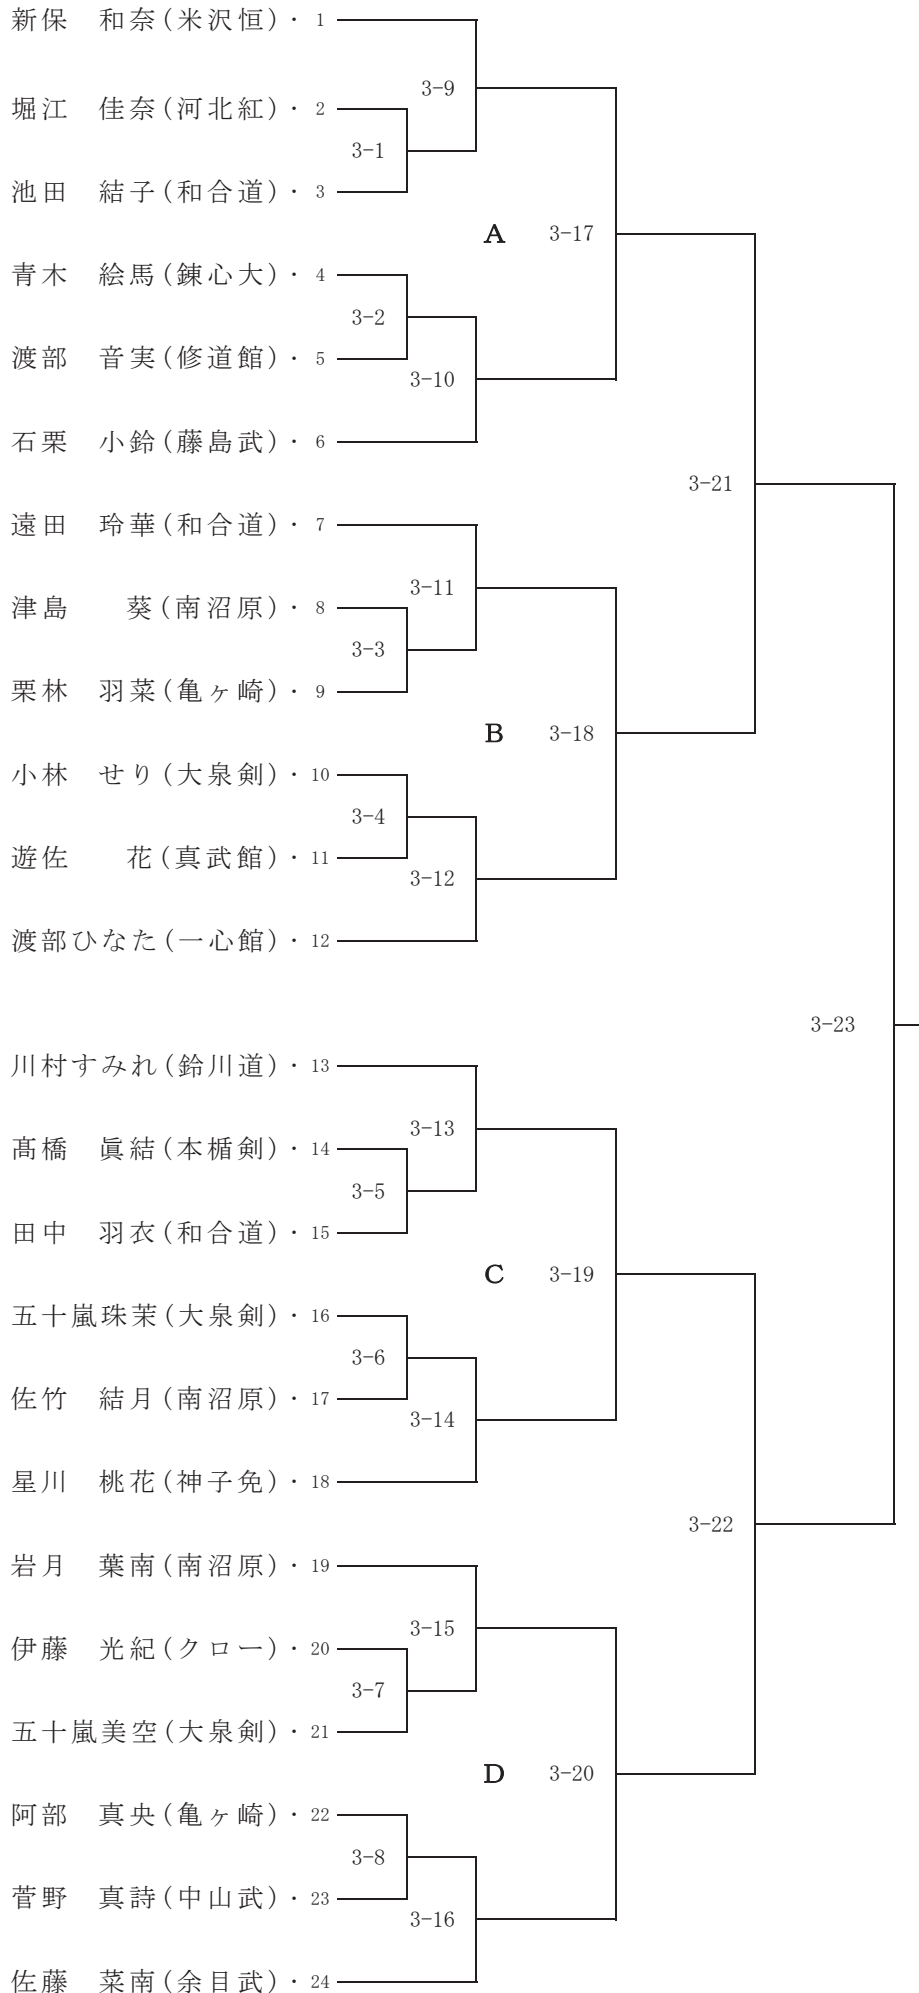 新保　和奈(米沢恒)・ 1
3-9
堀江　佳奈(河北紅)・ 2
3-1
池田　結子(和合道)・ 3
A 3-17
青木　絵馬(錬心大)・ 4
3-2
渡部　音実(修道館)・ 5
3-10
石栗　小鈴(藤島武)・ 6
3-21
遠田　玲華(和合道)・ 7
3-11
津島　　葵(南沼原)・ 8
3-3
栗林　羽菜(亀ヶ崎)・ 9
B 3-18
小林　せり(大泉剣)・ 10
3-4
遊佐　　花(真武館)・ 11
3-12
渡部ひなた(一心館)・ 12
3-23
川村すみれ(鈴川道)・ 13
3-13
髙橋　眞結(本楯剣)・ 14
3-5
田中　羽衣(和合道)・ 15
C 3-19
五十嵐珠茉(大泉剣)・ 16
3-6
佐竹　結月(南沼原)・ 17
3-14
星川　桃花(神子免)・ 18
3-22
岩月　葉南(南沼原)・ 19
3-15
伊藤　光紀(クロー)・ 20
3-7
五十嵐美空(大泉剣)・ 21
D 3-20
阿部　真央(亀ヶ崎)・ 22
3-8
菅野　真詩(中山武)・ 23
3-16
佐藤　菜南(余目武)・ 24